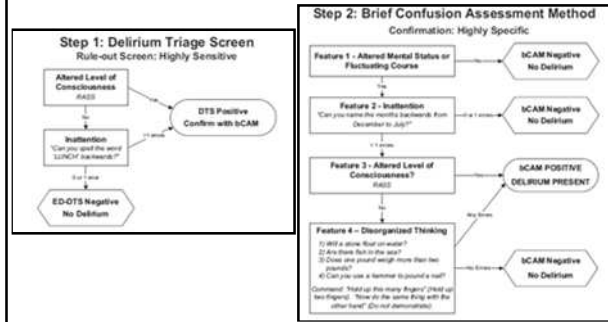 Step 1: Delirium Triage Screen
Rule-out Screen: Highly Sensitive
Altered Level of
Consciousness
RASS
Yes
No
DTS Positive
Confirm with bCAM
Inattention
"Can you spell the word
'LUNCH' backwards?"
>1 errors
0 or 1 error
ED-DTS Negative
No Delirium
Step 2: Brief Confusion Assessment Method
Confirmation: Highly Specific
Feature 1 - Altered Mental Status or
Fluctuating Course
No
bCAM Negative
No Delirium
Yes
Feature 2 - Inattention
"Can you name the months backwards from
December to July?"
0 or 1 errors
bCAM Negative
No Delirium
>1 errors
Feature 3 - Altered Level of
Consciousness?
RASS
Yes
bCAM POSITIVE
DELIRIUM PRESENT
No
Any Errors
Feature 4 – Disorganized Thinking
1) Will a stone float on water?
2) Are there fish in the sea?
3) Does one pound weigh more than two
pounds?
4) Can you use a hammer to pound a nail?
Command: "Hold up this many fingers" (Hold up
two fingers). "Now do the same thing with the
other hand" (Do not demonstrate)
No Errors
bCAM Negative
No Delirium